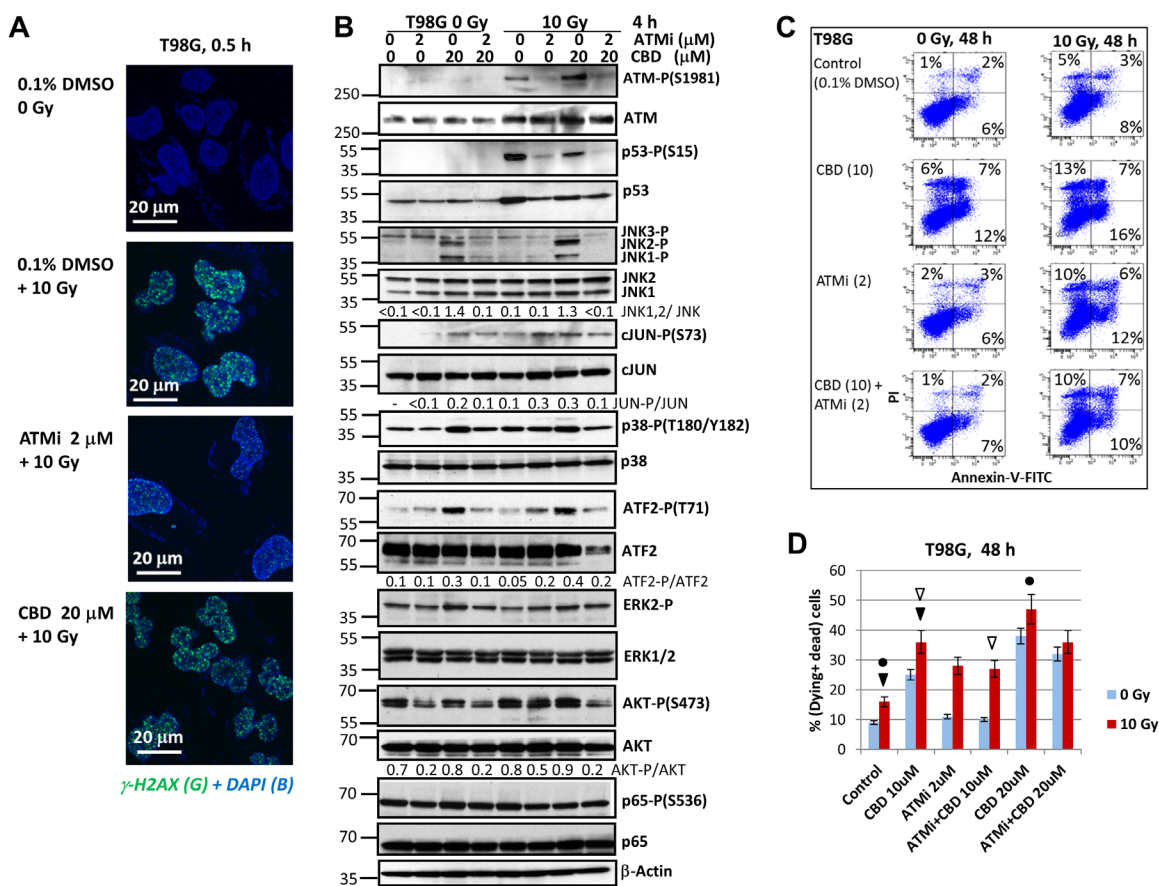 A
T98G, 0.5 h
0.1% DMSO
0 Gy
20 μm
0.1% DMSO
+ 10 Gy
20 μm
ATMi 2 μM
+ 10 Gy
20 μm
CBD 20 μM
+ 10 Gy
20 μm
γ-H2AX (G) + DAPI (B)
B
T98G 0 Gy 10 Gy 4 h
0 2 0 2 0 2 0 2 ATMi (μM)
0 0 20 20 0 0 20 20 CBD (μM)
ATM-P(S1981)
250
ATM
250
55 p53-P(S15)
35
55 p53
35
JNK3-P
55 JNK2-P
35 JNK1-P
55 JNK2
35 JNK1
<0.1 <0.1 1.4 0.1 0.1 0.1 1.3 <0.1 JNK1,2/ JNK
55 cJUN-P(S73)
55 cJUN
35
- <0.1 0.2 0.1 0.1 0.3 0.3 0.1 JUN-P/JUN
55 p38-P(T180/Y182)
35
55 p38
35
70 ATF2-P(T71)
55
70 ATF2
55
0.1 0.1 0.3 0.1 0.05 0.2 0.4 0.2 ATF2-P/ATF2
55 ERK2-P
35
55 ERK1/2
35
70 AKT-P(S473)
55
70 AKT
0.7 0.2 0.8 0.2 0.8 0.5 0.9 0.2 AKT-P/AKT
70 p65-P(S536)
55
70 p65
35 β-Actin
C
T98G 0 Gy, 48 h 10 Gy, 48 h
Control
(0.1% DMSO)
1% 2% 5% 3%
6% 8%
CBD (10)
6% 7% 13% 7%
12% 16%
ATMi (2)
2% 3% 10% 6%
6% 12%
CBD (10) +
ATMi (2)
PI
1% 2% 10% 7%
7% 10%
Annexin-V-FITC
D
T98G, 48 h
% (Dying+ dead) cells
60
50
40
30
20
10
0
0 Gy
10 Gy
Control
CBD 10uM
ATMi 2uM
ATMi+CBD 10uM
CBD 20uM
ATMi+CBD 20uM